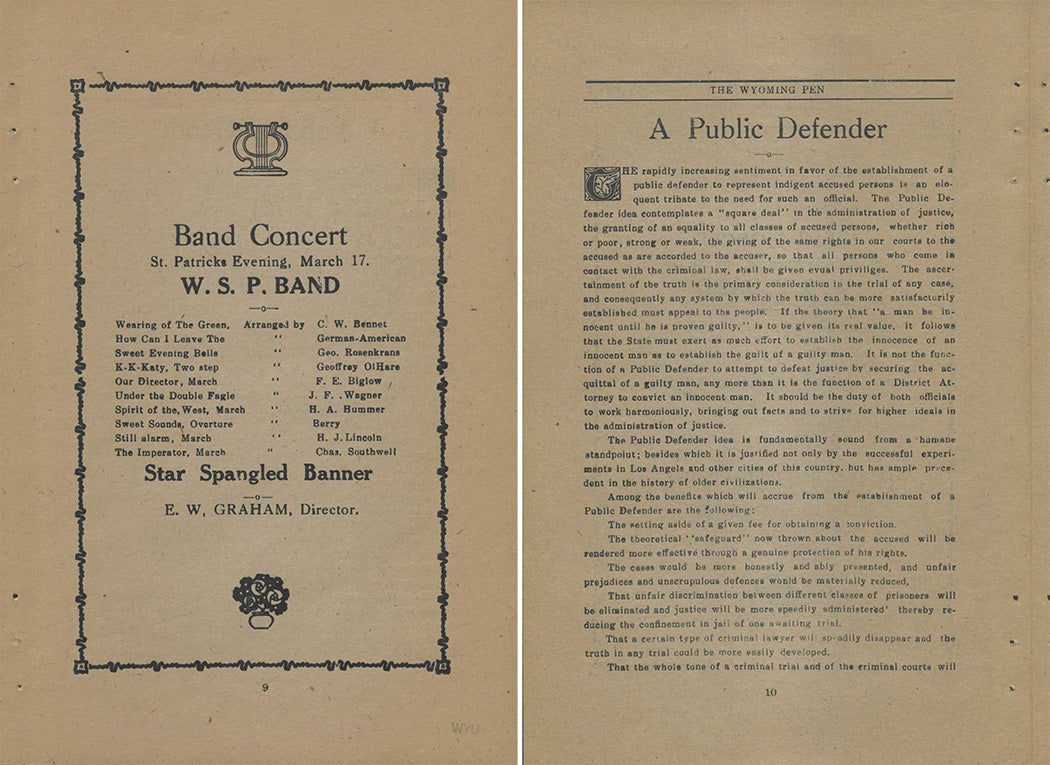 Band Concert
St. Patricks Evening, March 17.
W. S. P. BAND
—o—
Wearing of The Green, Arranged by C. W. Bennet
How Can I Leave The “ German-American
Sweet Evening Bells “ Geo. Rosenkrans
K-K-Katy, Two step “ Geoffrey OlHare
Our Director, March “ F. E. Biglow
Under the Double Eagle “ J. F. .Wagner
Spirit of the, West, March “ H. A. Hummer
Sweet Sounds, Overture Berry
Still alarm, March “ H. J. Lincoln
The Imperator, March “ Chas. Southwell
Star Spangled Banner
—o—
E. W, GRAHAM, Director.
9
WYU
THE WYOMING PEN
A Public Defender
—o—
THE rapidly increasing sentiment in favor of the establishment of a
public defender to represent indigent accused persons is an elo-
quent tribute to the need for such an official. The Public De-
fender idea contemplates a "square deal" in the administration of justice,
the granting of an equality to all classes of accused persons, whether rich
or poor, strong or weak, the giving of the same rights in our courts to the
accused as are accorded to the accuser, so that all persons who come in
contact with the criminal law, shall be given equal priviliges. The ascer-
tainment of the truth is the primary consideration in the trial of any case,
and consequently any system by which the truth can be more satisfactorily
established must appeal to the people. If the theory that "a man be in-
nocent until he is proven guilty," is to be given its real value, it follows
that the State must exert as much effort to establish the innocence of an
innocent man as to establish the guilt of a guilty man. It is not the func-
tion of a Public Defender to attempt to defeat justice by securing the ac-
quittal of a guilty man, any more than it is the function of a District At-
torney to convict an innocent man. It should be the duty of both officials
to work harmoniously, bringing out facts and to strive for higher ideals in
the administration of justice.
The Public Defender idea is fundamentally sound from a humane
standpoint; besides which it is justified not only by the successful experi-
ments in Los Angels and other cities of this country, but has ample prece-
dent in the history of older civilizations.
Among the benefits which will accrue from the establishment of a
Public Defender are the following:
The setting aside of a given fee for obtaining a conviction.
The theoretical "safeguard" now thrown about the accused will be
rendered more effective through a genuine protection of his rights.
The cases would be more honestly and ably presented, and unfair
prejudices and unscrupulous defences would be materially reduced.
That unfair discrimination between different classes of prisoners will
be eliminated and justice will be more speedily administered' thereby re-
ducing the confinement in jail of one awaiting trial.
That a certain type of criminal lawyer will speadily disappear and the
truth in any trial could be more easily developed.
That the whole tone of a criminal trial and of the criminal courts will
10